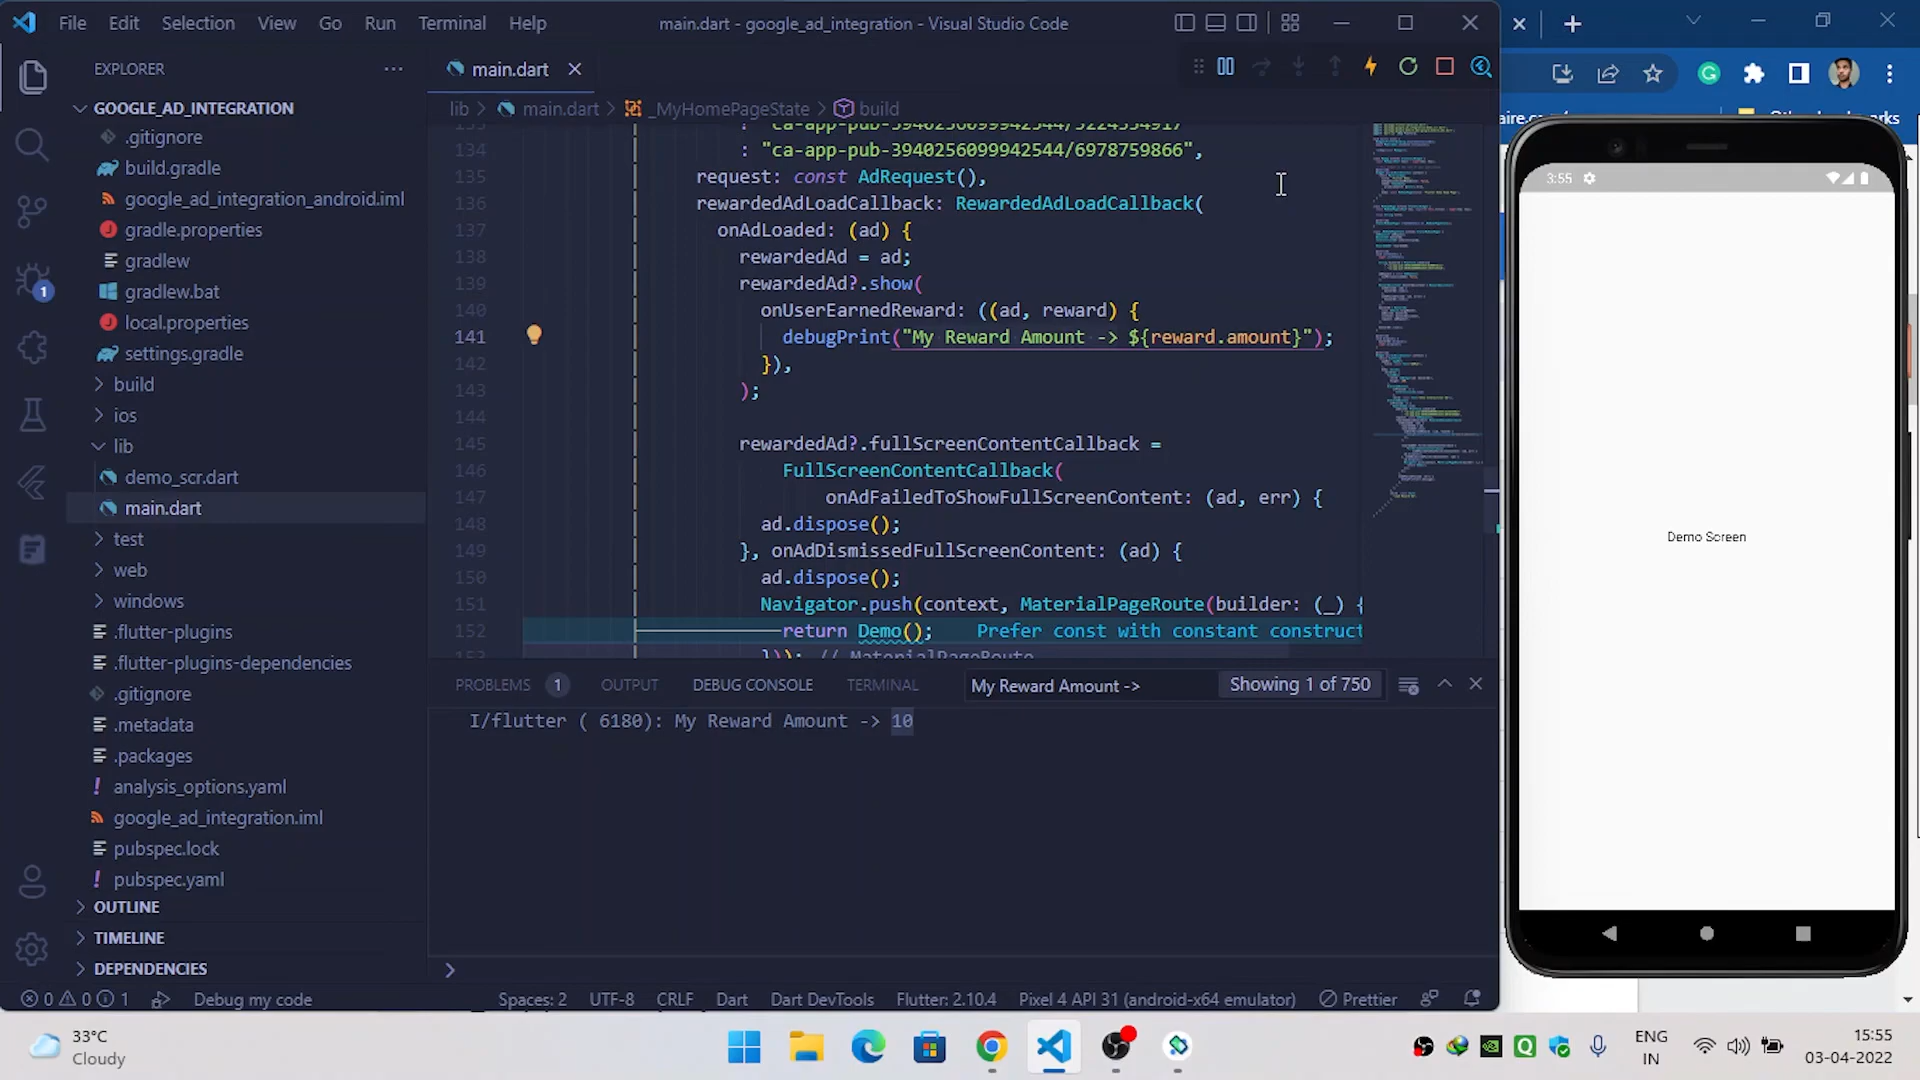 File Edit Selection View Go Run Terminal Help
main.dart - google_ad_integration - Visual Studio Code
EXPLORER
GOOGLE_AD_INTEGRATION
.gitignore
build.gradle
google_ad_integration_android.iml
gradle.properties
gradlew
gradlew.bat
local.properties
settings.gradle
build
ios
lib
demo_scr.dart
main.dart
test
web
windows
.flutter-plugins
.flutter-plugins-dependencies
.gitignore
.metadata
.packages
analysis_options.yaml
google_ad_integration.iml
pubspec.lock
pubspec.yaml
OUTLINE
TIMELINE
DEPENDENCIES
1
main.dart
lib > main.dart > _MyHomePageState > build
133 : "ca-app-pub-3940256099942544/5224354917"
134 : "ca-app-pub-3940256099942544/6978759866",
135 request: const AdRequest(),
136 rewardedAdLoadCallback: RewardedAdLoadCallback(
137 onAdLoaded: (ad) {
138 rewardedAd = ad;
139 rewardedAd?.show(
140 onUserEarnedReward: ((ad, reward) {
141 debugPrint("My Reward Amount -> ${reward.amount}");
142 }),
143 );
144
145 rewardedAd?.fullScreenContentCallback =
146 FullScreenContentCallback(
147 onAdFailedToShowFullScreenContent: (ad, err) {
148 ad.dispose();
149 }, onAdDismissedFullScreenContent: (ad) {
150 ad.dispose();
151 Navigator.push(context, MaterialPageRoute(builder: (_) {
152 return Demo(); Prefer const with constant construct
153 })); // MaterialPageRoute
PROBLEMS 1 OUTPUT DEBUG CONSOLE TERMINAL My Reward Amount -> Showing 1 of 750
I/flutter ( 6180): My Reward Amount -> 10
0 0 1 Debug my code Spaces: 2 UTF-8 CRLF Dart Dart DevTools Flutter: 2.10.4 Pixel 4 API 31 (android-x64 emulator) Prettier
3:55
Demo Screen
33°C
Cloudy
ENG
IN
15:55
03-04-2022